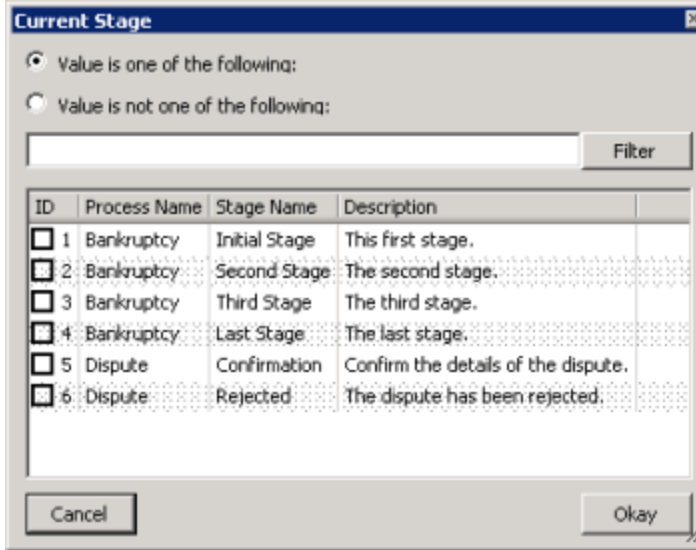 Current Stage
Value is one of the following:
Value is not one of the following:
Filter
ID Process Name Stage Name Description
1 Bankruptcy Initial Stage This first stage.
2 Bankruptcy Second Stage The second stage.
3 Bankruptcy Third Stage The third stage.
4 Bankruptcy Last Stage The last stage.
5 Dispute Confirmation Confirm the details of the dispute.
6 Dispute Rejected The dispute has been rejected.
Cancel Okay